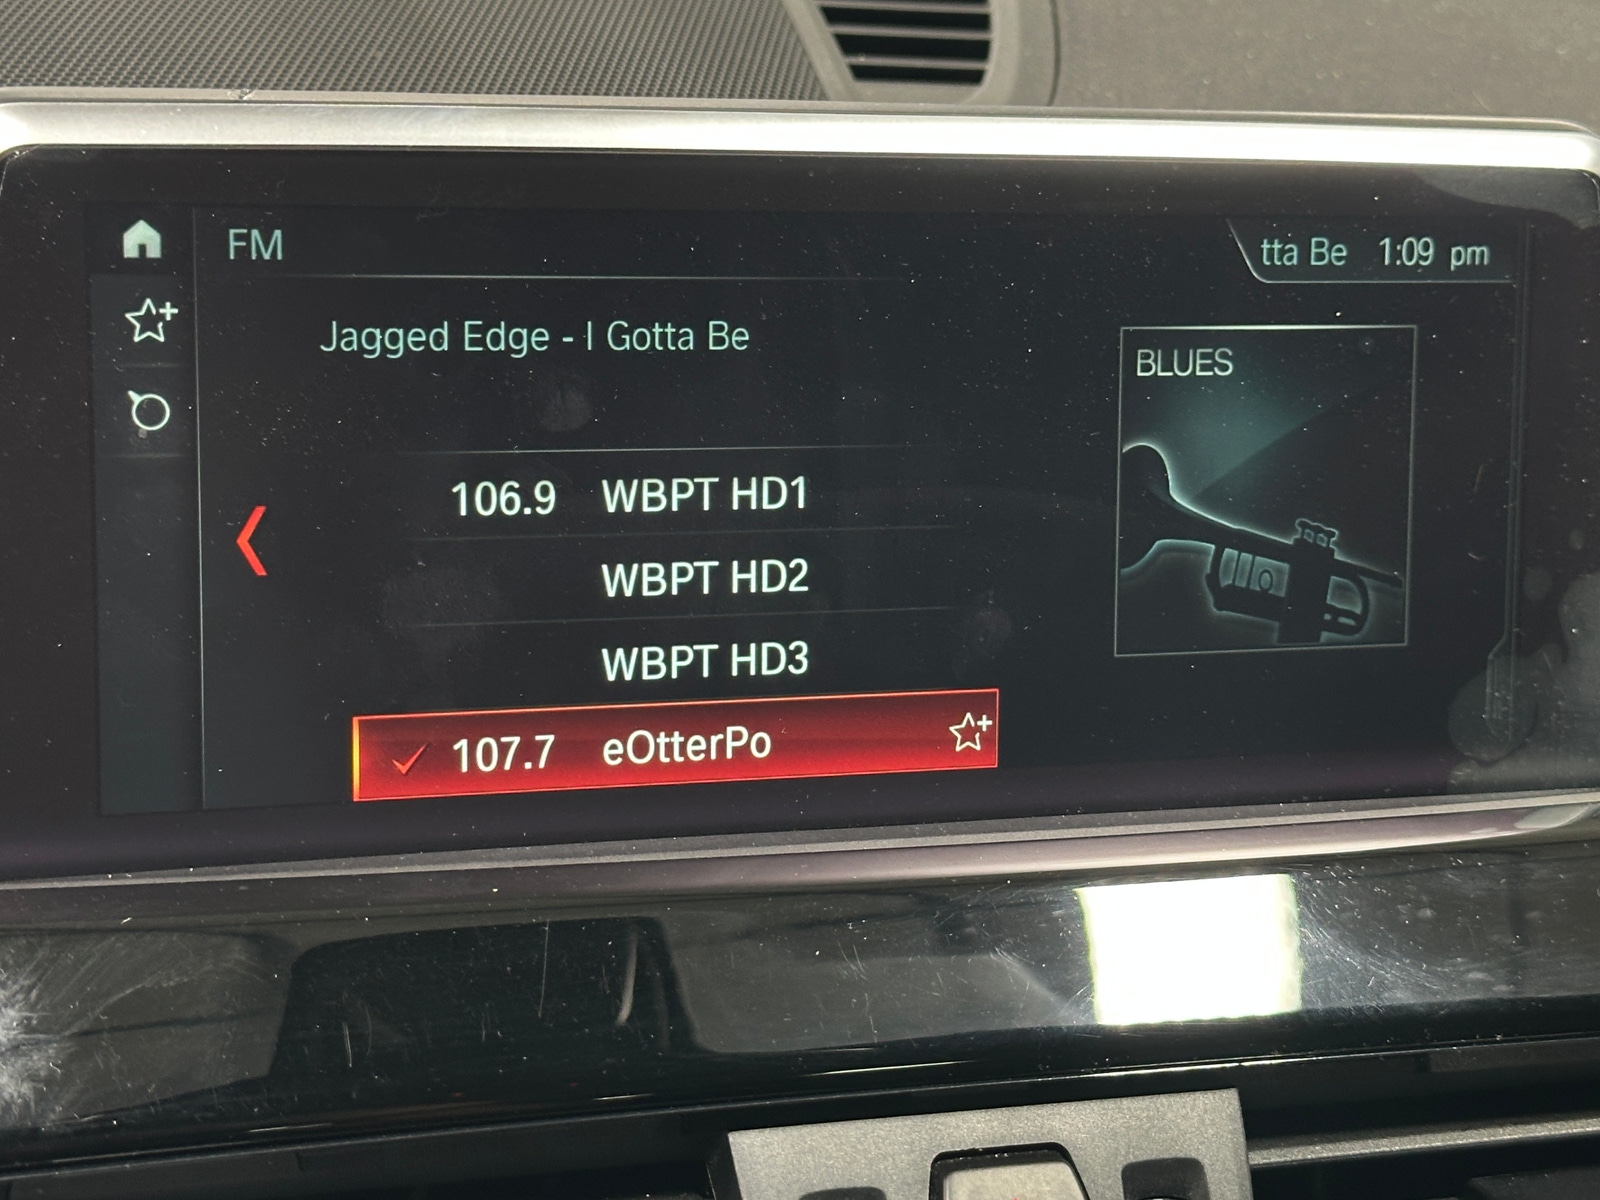 FM
tta Be 1:09 pm
Jagged Edge - I Gotta Be
BLUES
106.9 WBPT HD1
WBPT HD2
WBPT HD3
107.7 eOtterPo